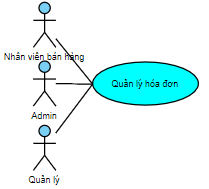 Nhân viên bán hàng
Quản lý hóa đơn
Admin
Quản lý